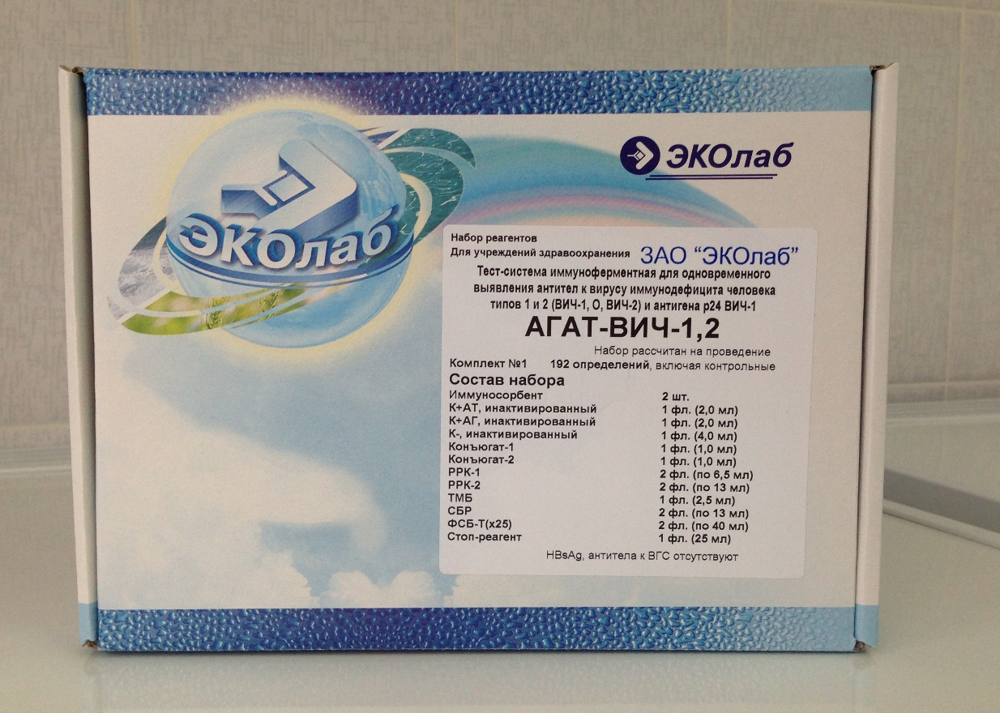 ЭКОлаб
ЭКОлаб
Набор реагентов
Для учреждений здравоохранения ЗАО “ЭКОлаб”
Тест-система иммуноферментная для одновременного
выявления антител к вирусу иммунодефицита человека
типов 1 и 2 (ВИЧ-1, О, ВИЧ-2) и антигена р24 ВИЧ-1
АГАТ-ВИЧ-1,2
Набор рассчитан на проведение
Комплект №1 192 определений, включая контрольные
Состав набора
Иммуносорбент 2 шт.
К+АТ, инактивированный 1 фл. (2,0 мл)
К+АГ, инактивированный 1 фл. (2,0 мл)
К-, инактивированный 1 фл. (4,0 мл)
Конъюгат-1 1 фл. (1,0 мл)
Конъюгат-2 1 фл. (1,0 мл)
РРК-1 2 фл. (по 6,5 мл)
РРК-2 2 фл. (по 13 мл)
ТМБ 1 фл. (2,5 мл)
СБР 2 фл. (по 13 мл)
ФСБ-Т(х25) 2 фл. (по 40 мл)
Стоп-реагент 1 фл. (25 мл)
HBsAg, антитела к ВГС отсутствуют